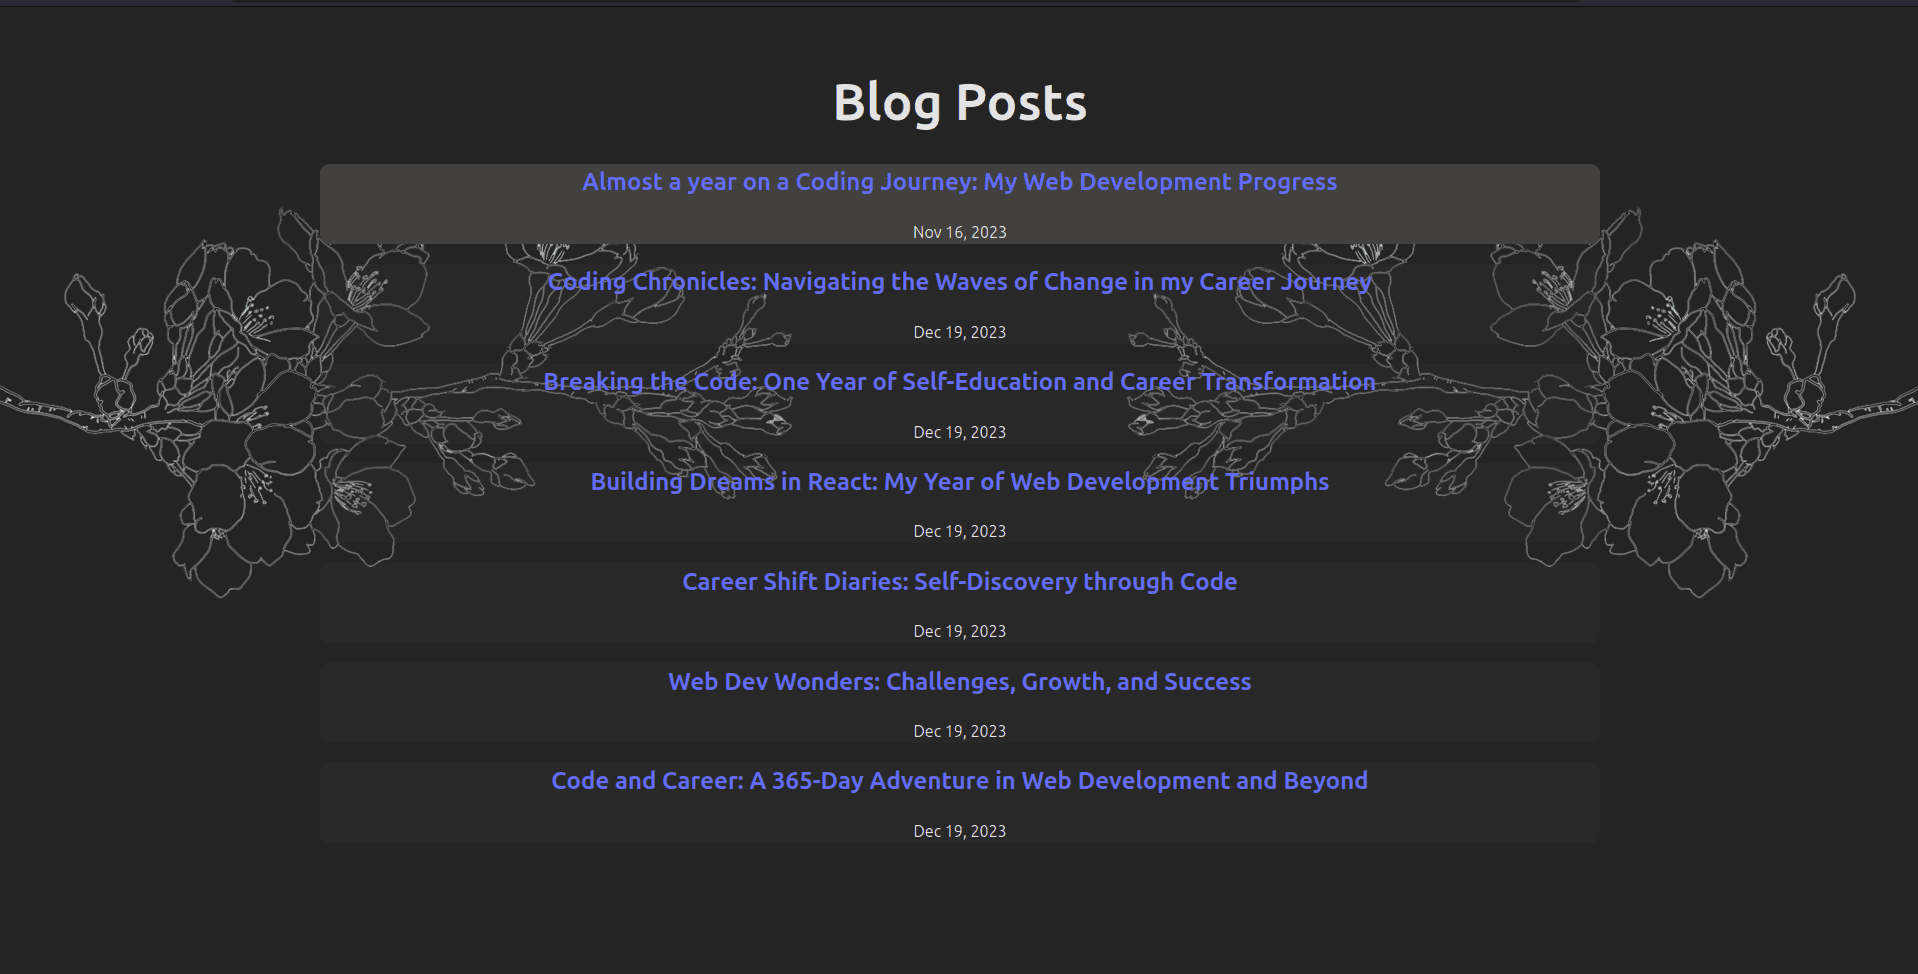 Blog Posts
Almost a year on a Coding Journey: My Web Development Progress
Nov 16, 2023
Coding Chronicles: Navigating the Waves of Change in my Career Journey
Dec 19, 2023
Breaking the Code: One Year of Self-Education and Career Transformation
Dec 19, 2023
Building Dreams in React: My Year of Web Development Triumphs
Dec 19, 2023
Career Shift Diaries: Self-Discovery through Code
Dec 19, 2023
Web Dev Wonders: Challenges, Growth, and Success
Dec 19, 2023
Code and Career: A 365-Day Adventure in Web Development and Beyond
Dec 19, 2023